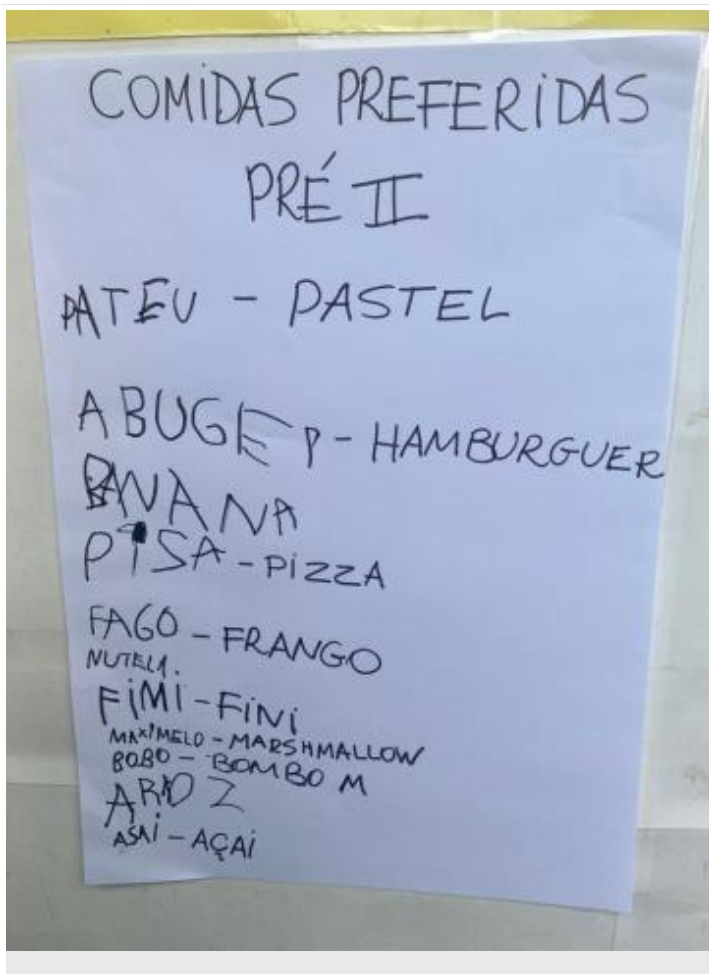 COMIDAS PREFERIDAS
PRÉ II
PATEU - PASTEL
ABUGEP - HAMBURGUER
BANANA
PISA - PIZZA
FAGO - FRANGO
NUTELA.
FIMI - FINI
MAXIMELO - MARSHMALLOW
BOBO - BOMBOM
AROZ
ASAI - AÇAI